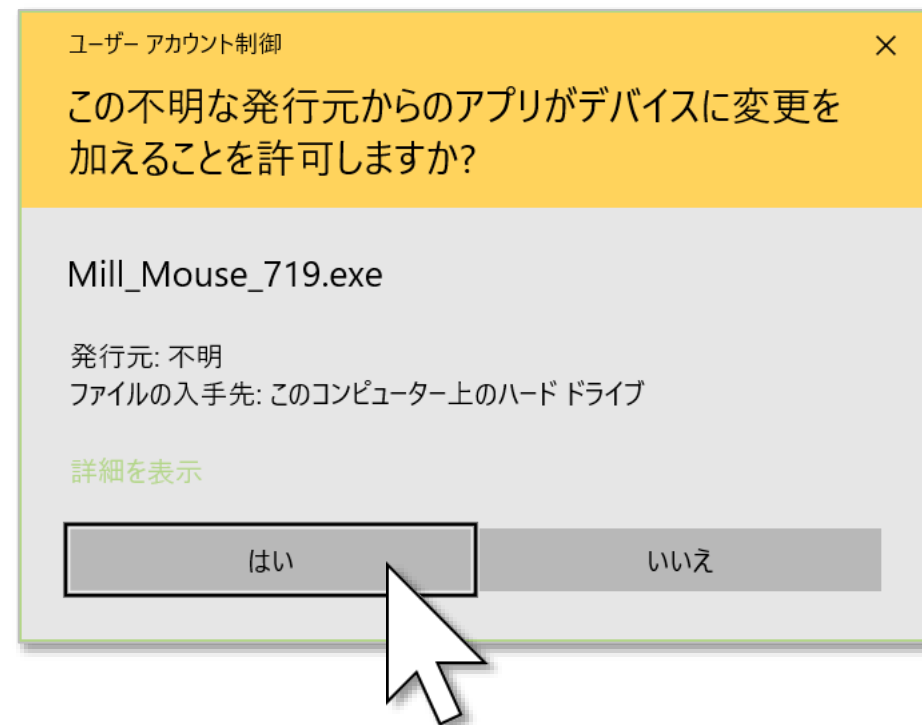 ユーザー アカウント制御
この不明な発行元からのアプリがデバイスに変更を
加えることを許可しますか?
Mill_Mouse_719.exe
発行元: 不明
ファイルの入手先: このコンピューター上のハード ドライブ
詳細を表示
はい
いいえ